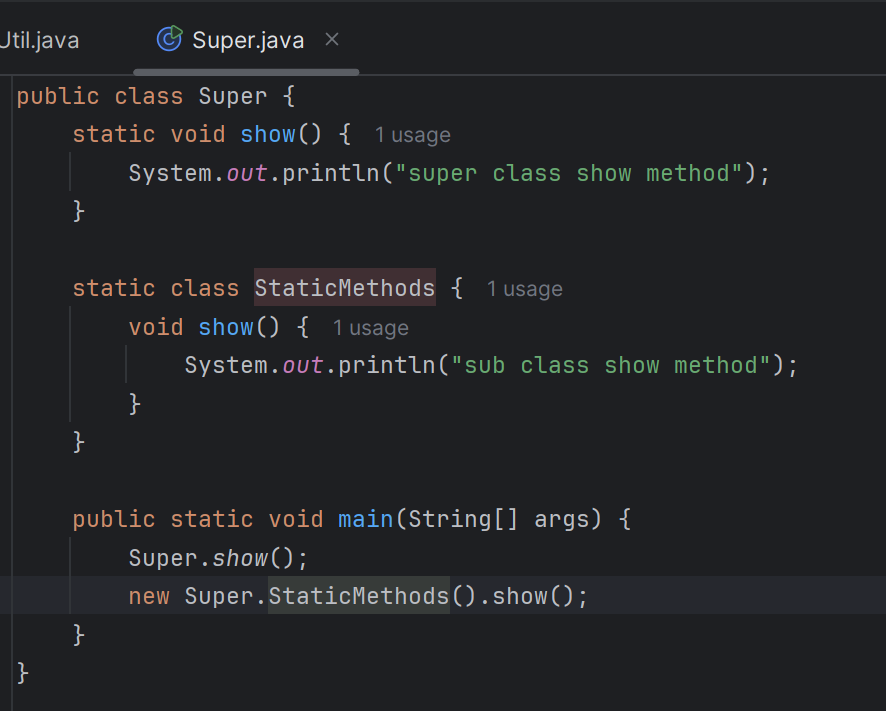 Util.java Super.java ×
public class Super {
static void show() { 1 usage
System.out.println("super class show method");
}
static class StaticMethods { 1 usage
void show() { 1 usage
System.out.println("sub class show method");
}
}
public static void main(String[] args) {
Super.show();
new Super.StaticMethods().show();
}
}